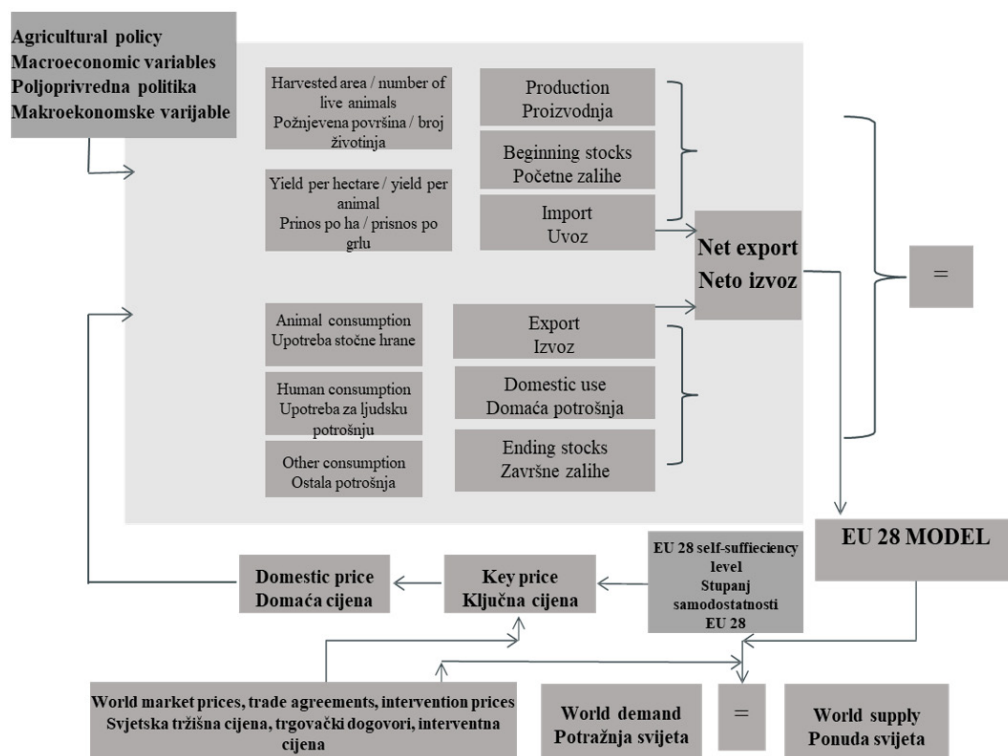 Agricultural policy
Macroeconomic variables
Poljoprivredna politika
Makroekonomske varijable
Harvested area / number of
live animals
Požnjevena površina / broj
životinja
Yield per hectare / yield per
animal
Prinos po ha / prisnos po
grlu
Production
Proizvodnja
Beginning stocks
Početne zalihe
Import
Uvoz
Net export
Neto izvoz
=
Animal consumption
Upotreba stočne hrane
Human consumption
Upotreba za ljudsku
potrošnju
Other consumption
Ostala potrošnja
Export
Izvoz
Domestic use
Domaća potrošnja
Ending stocks
Završne zalihe
EU 28 MODEL
Domestic price
Domaća cijena
Key price
Ključna cijena
EU 28 self-suffieciency
level
Stupanj
samodostatnosti
EU 28
World market prices, trade agreements, intervention prices
Svjetska tržišna cijena, trgovački dogovori, interventna
cijena
World demand
Potražnja svijeta
=
World supply
Ponuda svijeta